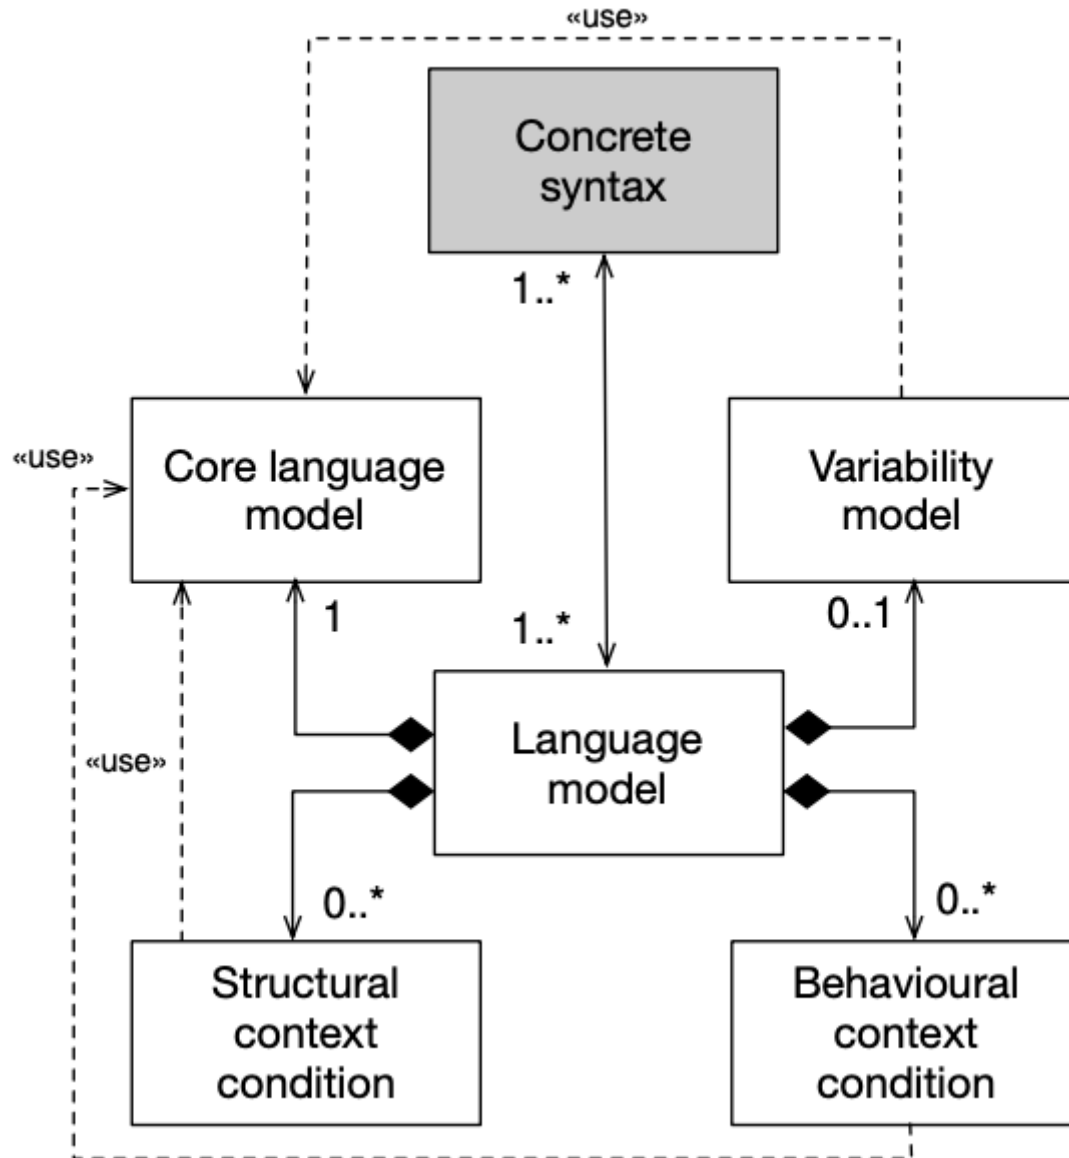 «use»
Concrete
syntax
1..*
«use»
Core language
model
Variability
model
1
1..*
0..1
Language
model
«use»
0..*
0..*
Structural
context
condition
Behavioural
context
condition